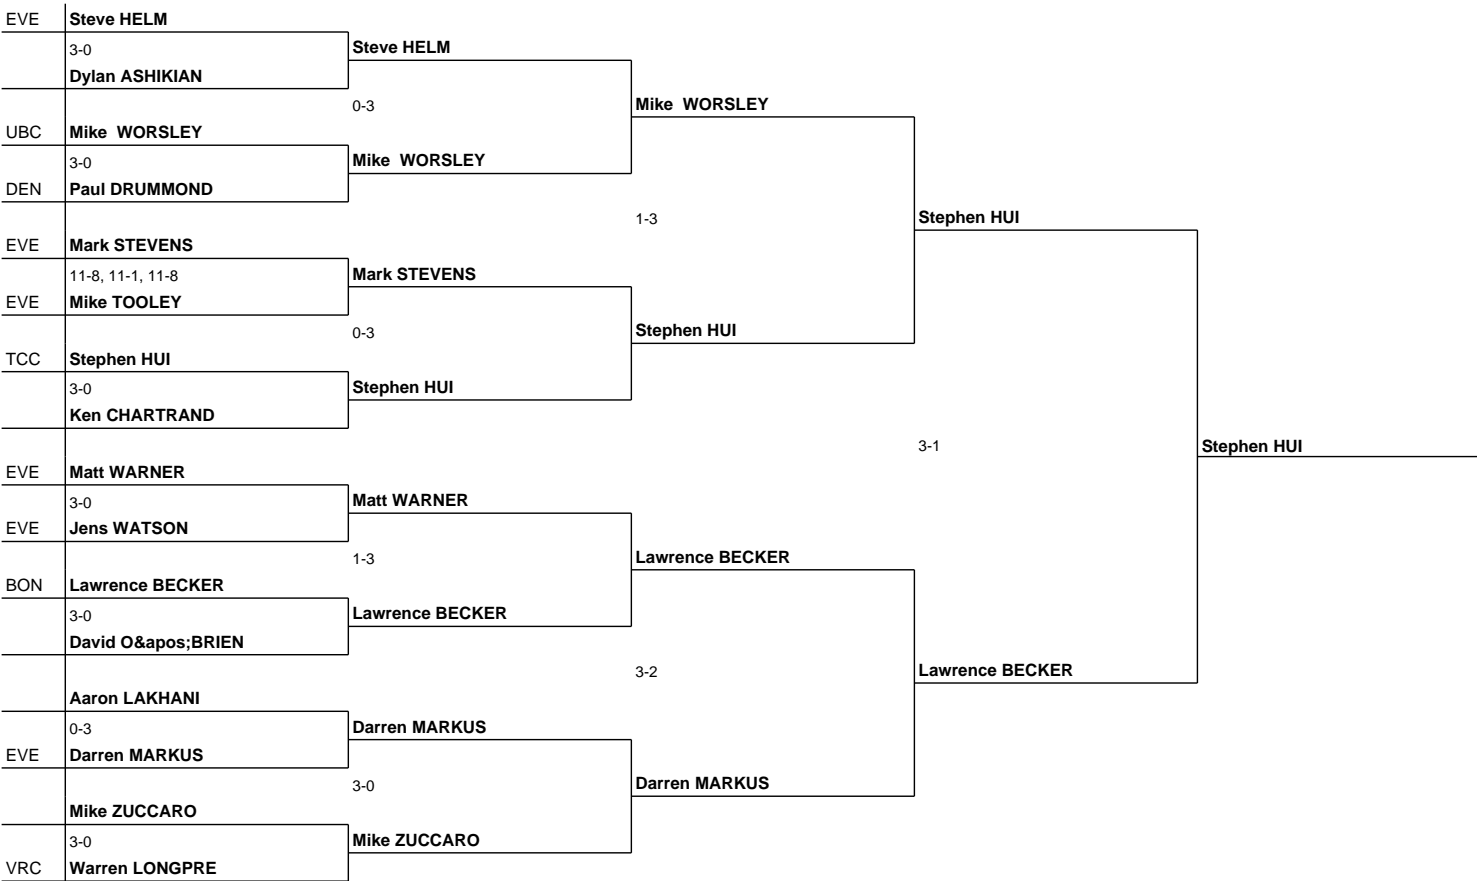 EVE Steve HELM
3-0 Steve HELM
Dylan ASHIKIAN
0-3 Mike WORSLEY
UBC Mike WORSLEY
3-0 Mike WORSLEY
DEN Paul DRUMMOND
1-3 Stephen HUI
EVE Mark STEVENS
11-8, 11-1, 11-8 Mark STEVENS
EVE Mike TOOLEY
0-3 Stephen HUI
TCC Stephen HUI
3-0 Stephen HUI
Ken CHARTRAND
3-1 Stephen HUI
EVE Matt WARNER
3-0 Matt WARNER
EVE Jens WATSON
1-3 Lawrence BECKER
BON Lawrence BECKER
3-0 Lawrence BECKER
David O&apos;BRIEN
3-2 Lawrence BECKER
Aaron LAKHANI
0-3 Darren MARKUS
EVE Darren MARKUS
3-0 Darren MARKUS
Mike ZUCCARO
3-0 Mike ZUCCARO
VRC Warren LONGPRE